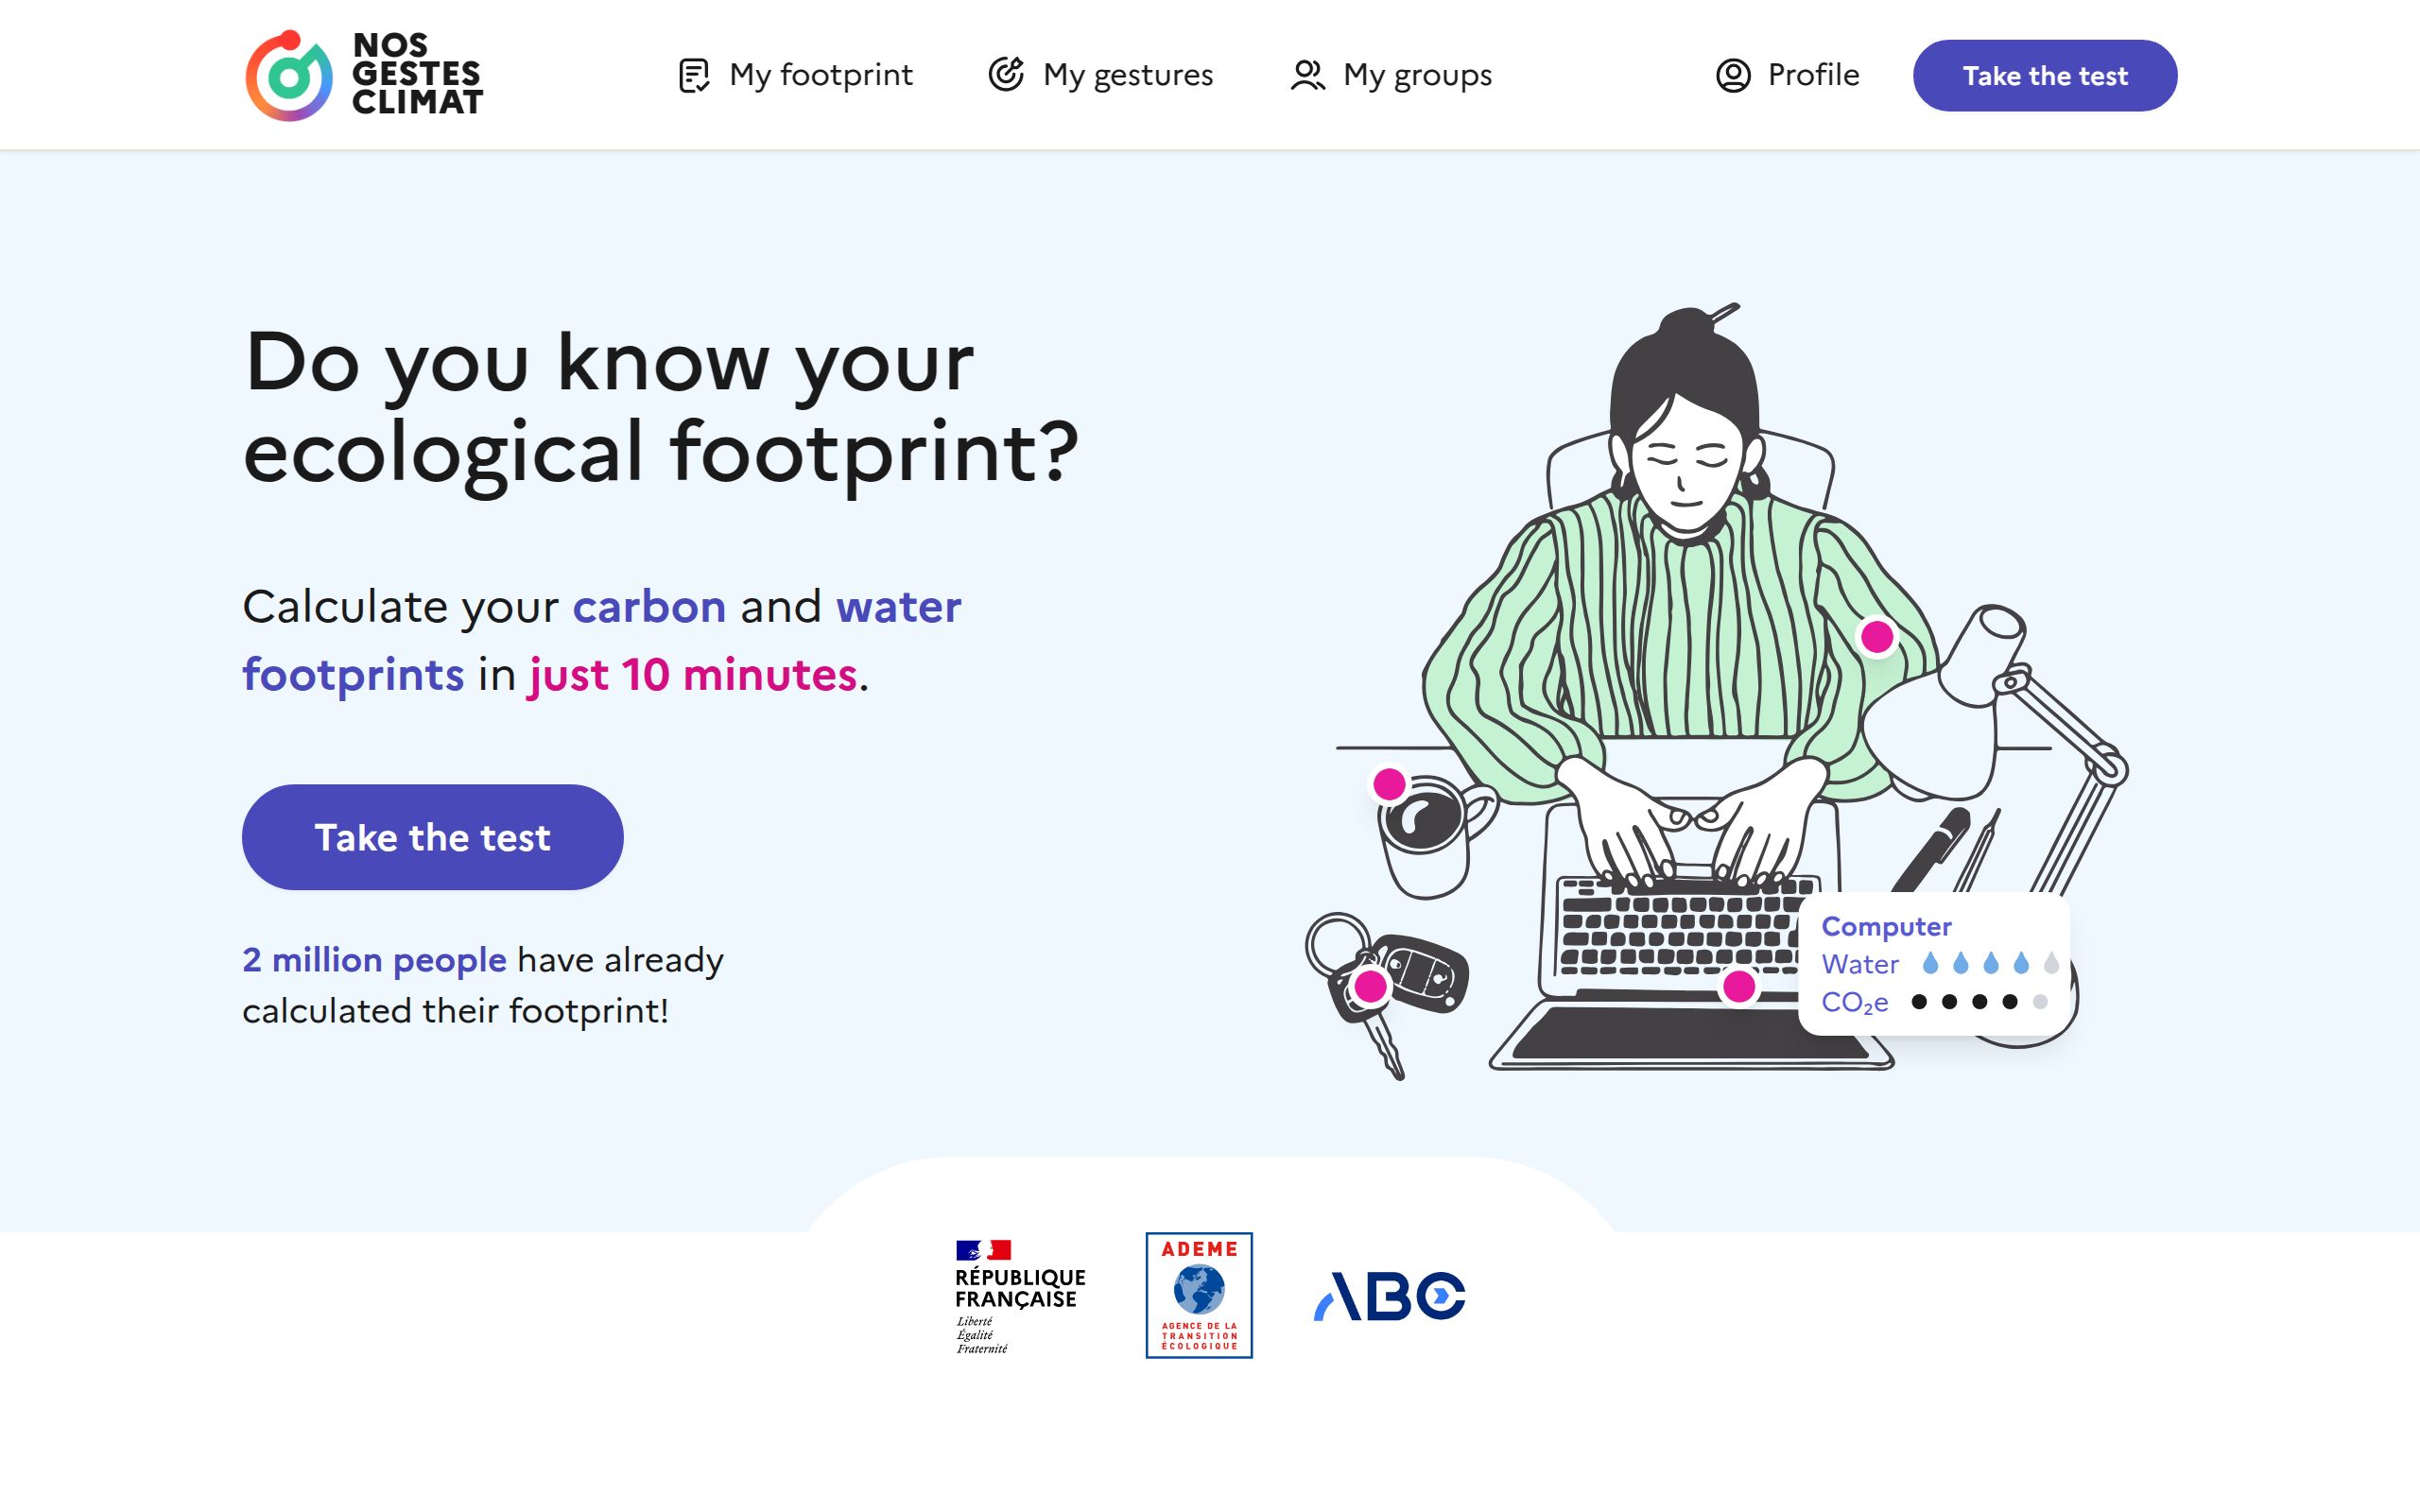 NOS
GESTES
CLIMAT
My footprint
My gestures
My groups
Profile
Take the test
Do you know your
ecological footprint?
Calculate your carbon and water
footprints in just 10 minutes.
Take the test
2 million people have already
calculated their footprint!
Computer
Water
CO₂e
RÉPUBLIQUE
FRANÇAISE
Liberté
Égalité
Fraternité
ADEME
AGENCE DE LA
TRANSITION
ÉCOLOGIQUE
ABC